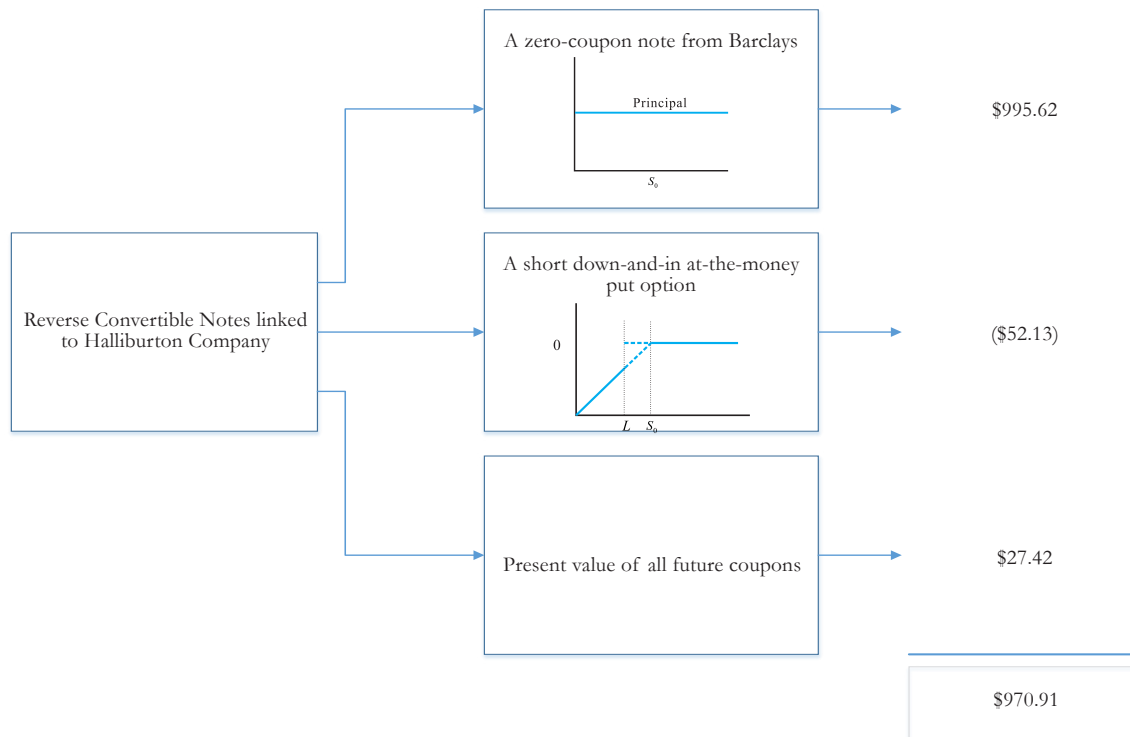 A zero-coupon note from Barclays
Principal
S₀
$995.62
Reverse Convertible Notes linked
to Halliburton Company
A short down-and-in at-the-money
put option
0
L S₀
($52.13)
Present value of all future coupons
$27.42
$970.91